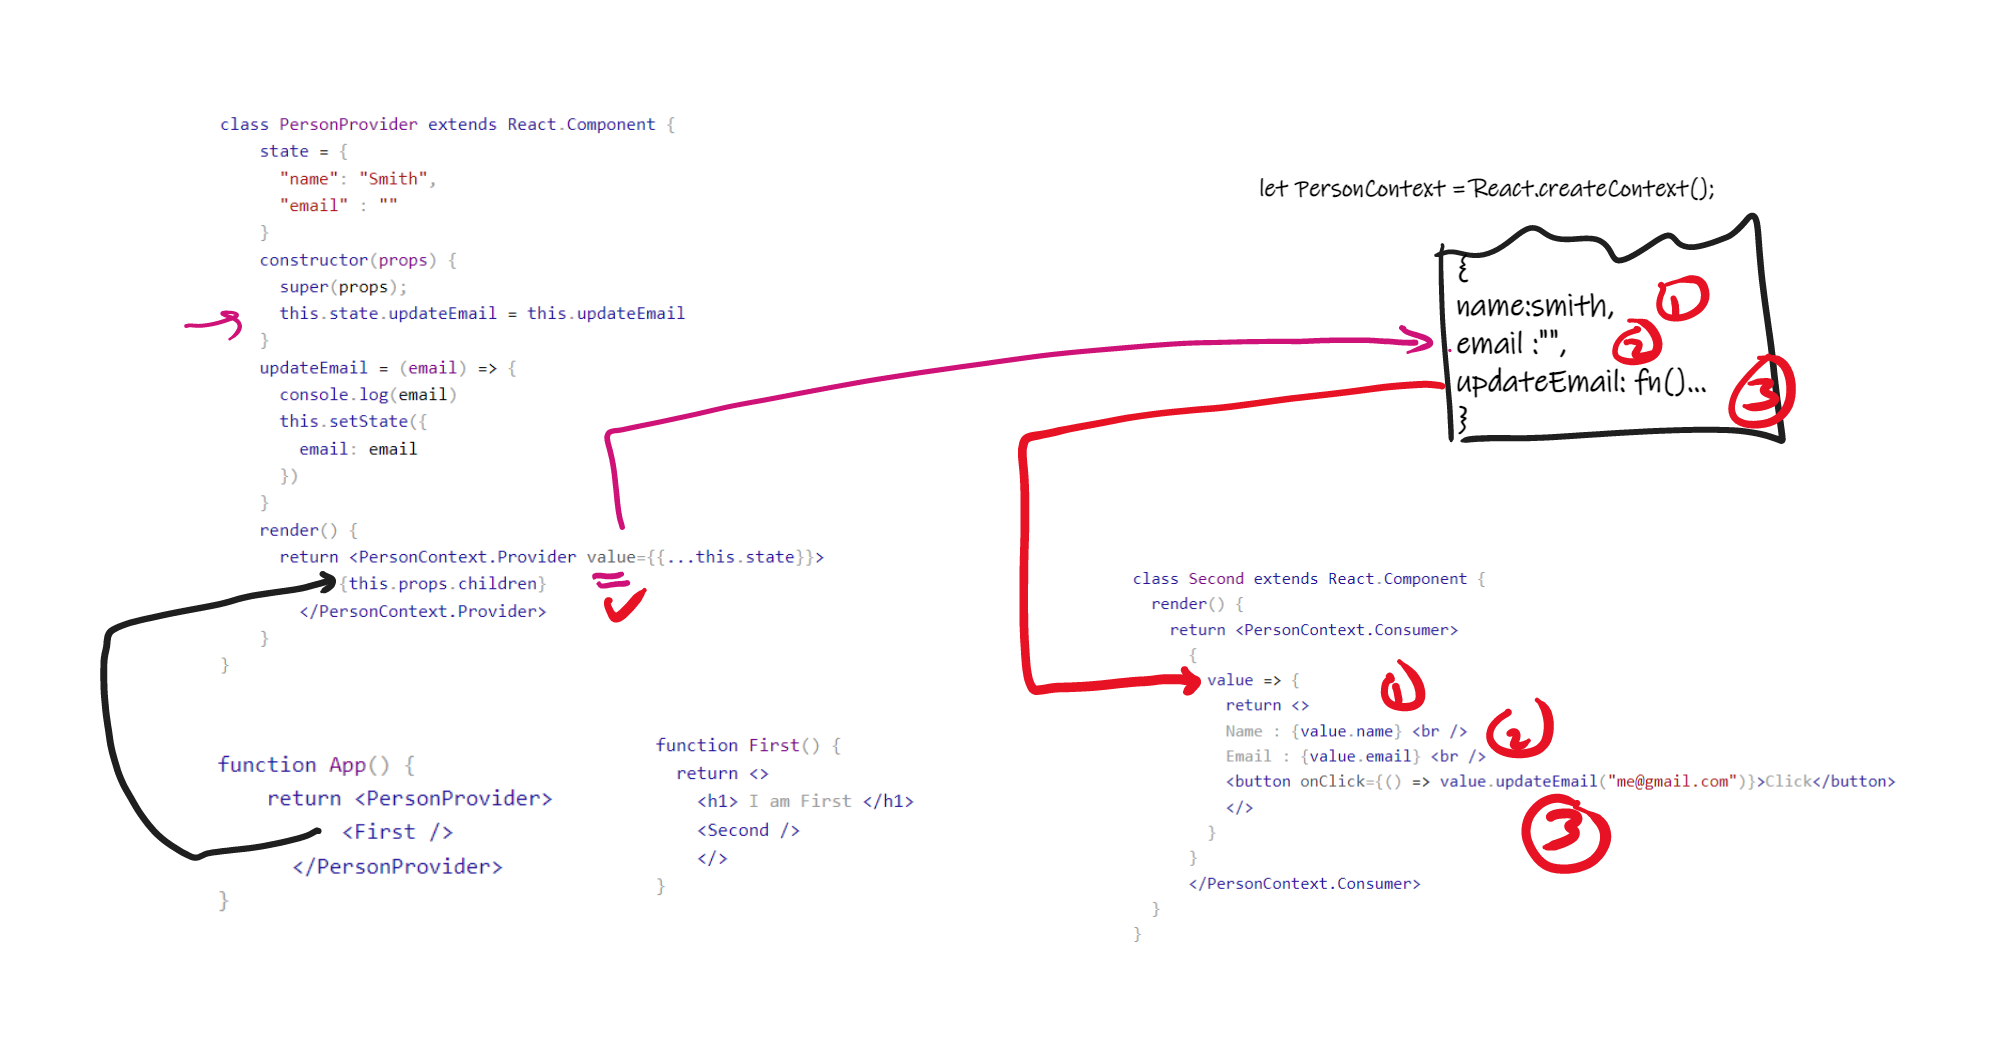 class PersonProvider extends React.Component {
state = {
"name": "Smith",
"email" : ""
}
constructor(props) {
super(props);
this.state.updateEmail = this.updateEmail
}
updateEmail = (email) => {
console.log(email)
this.setState({
email: email
})
}
render() {
return <PersonContext.Provider value={{...this.state}}>
{this.props.children}
</PersonContext.Provider>
}
}
function App() {
return <PersonProvider>
<First />
</PersonProvider>
}
function First() {
return <>
<h1> I am First </h1>
<Second />
</>
}
let PersonContext = React.createContext();
{
name:smith, 1
email :"", 2
updateEmail: fn()... 3
}
class Second extends React.Component {
render() {
return <PersonContext.Consumer>
{
value => { 1
return <>
Name : {value.name} <br /> 2
Email : {value.email} <br />
<button onClick={() => value.updateEmail("me@gmail.com")}>Click</button>
</> 3
}
}
</PersonContext.Consumer>
}
}